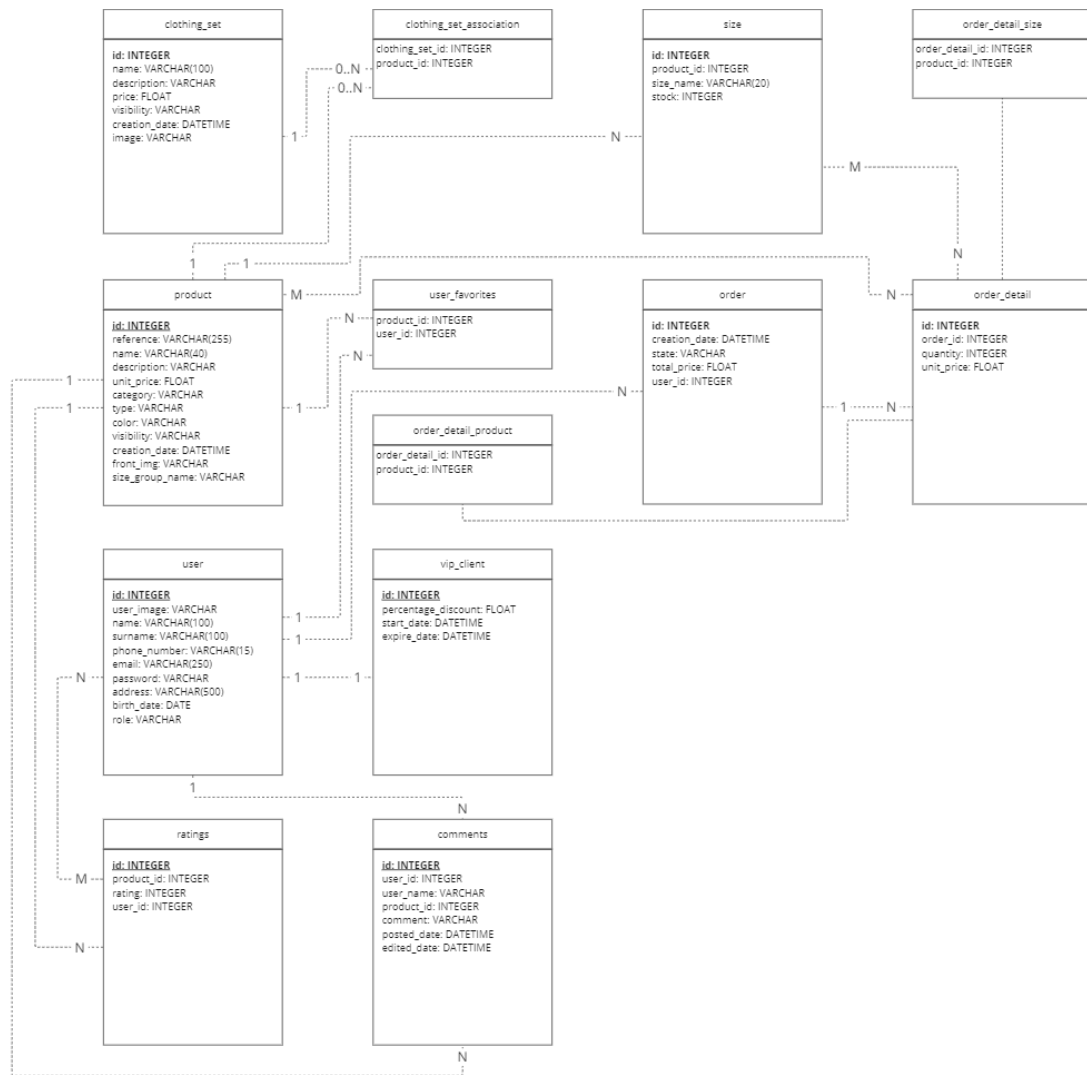 clothing_set
id: INTEGER
name: VARCHAR(100)
description: VARCHAR
price: FLOAT
visibility: VARCHAR
creation_date: DATETIME
image: VARCHAR
clothing_set_association
clothing_set_id: INTEGER
product_id: INTEGER
size
id: INTEGER
product_id: INTEGER
size_name: VARCHAR(20)
stock: INTEGER
order_detail_size
order_detail_id: INTEGER
product_id: INTEGER
0..N
0..N
1
N
M
1
1
N
M
N
product
id: INTEGER
reference: VARCHAR(255)
name: VARCHAR(40)
description: VARCHAR
unit_price: FLOAT
category: VARCHAR
type: VARCHAR
color: VARCHAR
visibility: VARCHAR
creation_date: DATETIME
front_img: VARCHAR
size_group_name: VARCHAR
user_favorites
product_id: INTEGER
user_id: INTEGER
order
id: INTEGER
creation_date: DATETIME
state: VARCHAR
total_price: FLOAT
user_id: INTEGER
order_detail
id: INTEGER
order_id: INTEGER
quantity: INTEGER
unit_price: FLOAT
N
N
1
N
1
1
1
N
order_detail_product
order_detail_id: INTEGER
product_id: INTEGER
user
id: INTEGER
user_image: VARCHAR
name: VARCHAR(100)
surname: VARCHAR(100)
phone_number: VARCHAR(15)
email: VARCHAR(250)
password: VARCHAR
address: VARCHAR(500)
birth_date: DATE
role: VARCHAR
vip_client
id: INTEGER
percentage_discount: FLOAT
start_date: DATETIME
expire_date: DATETIME
1
1
N
1
1
1
N
ratings
id: INTEGER
product_id: INTEGER
rating: INTEGER
user_id: INTEGER
comments
id: INTEGER
user_id: INTEGER
user_name: VARCHAR
product_id: INTEGER
comment: VARCHAR
posted_date: DATETIME
edited_date: DATETIME
M
N
N